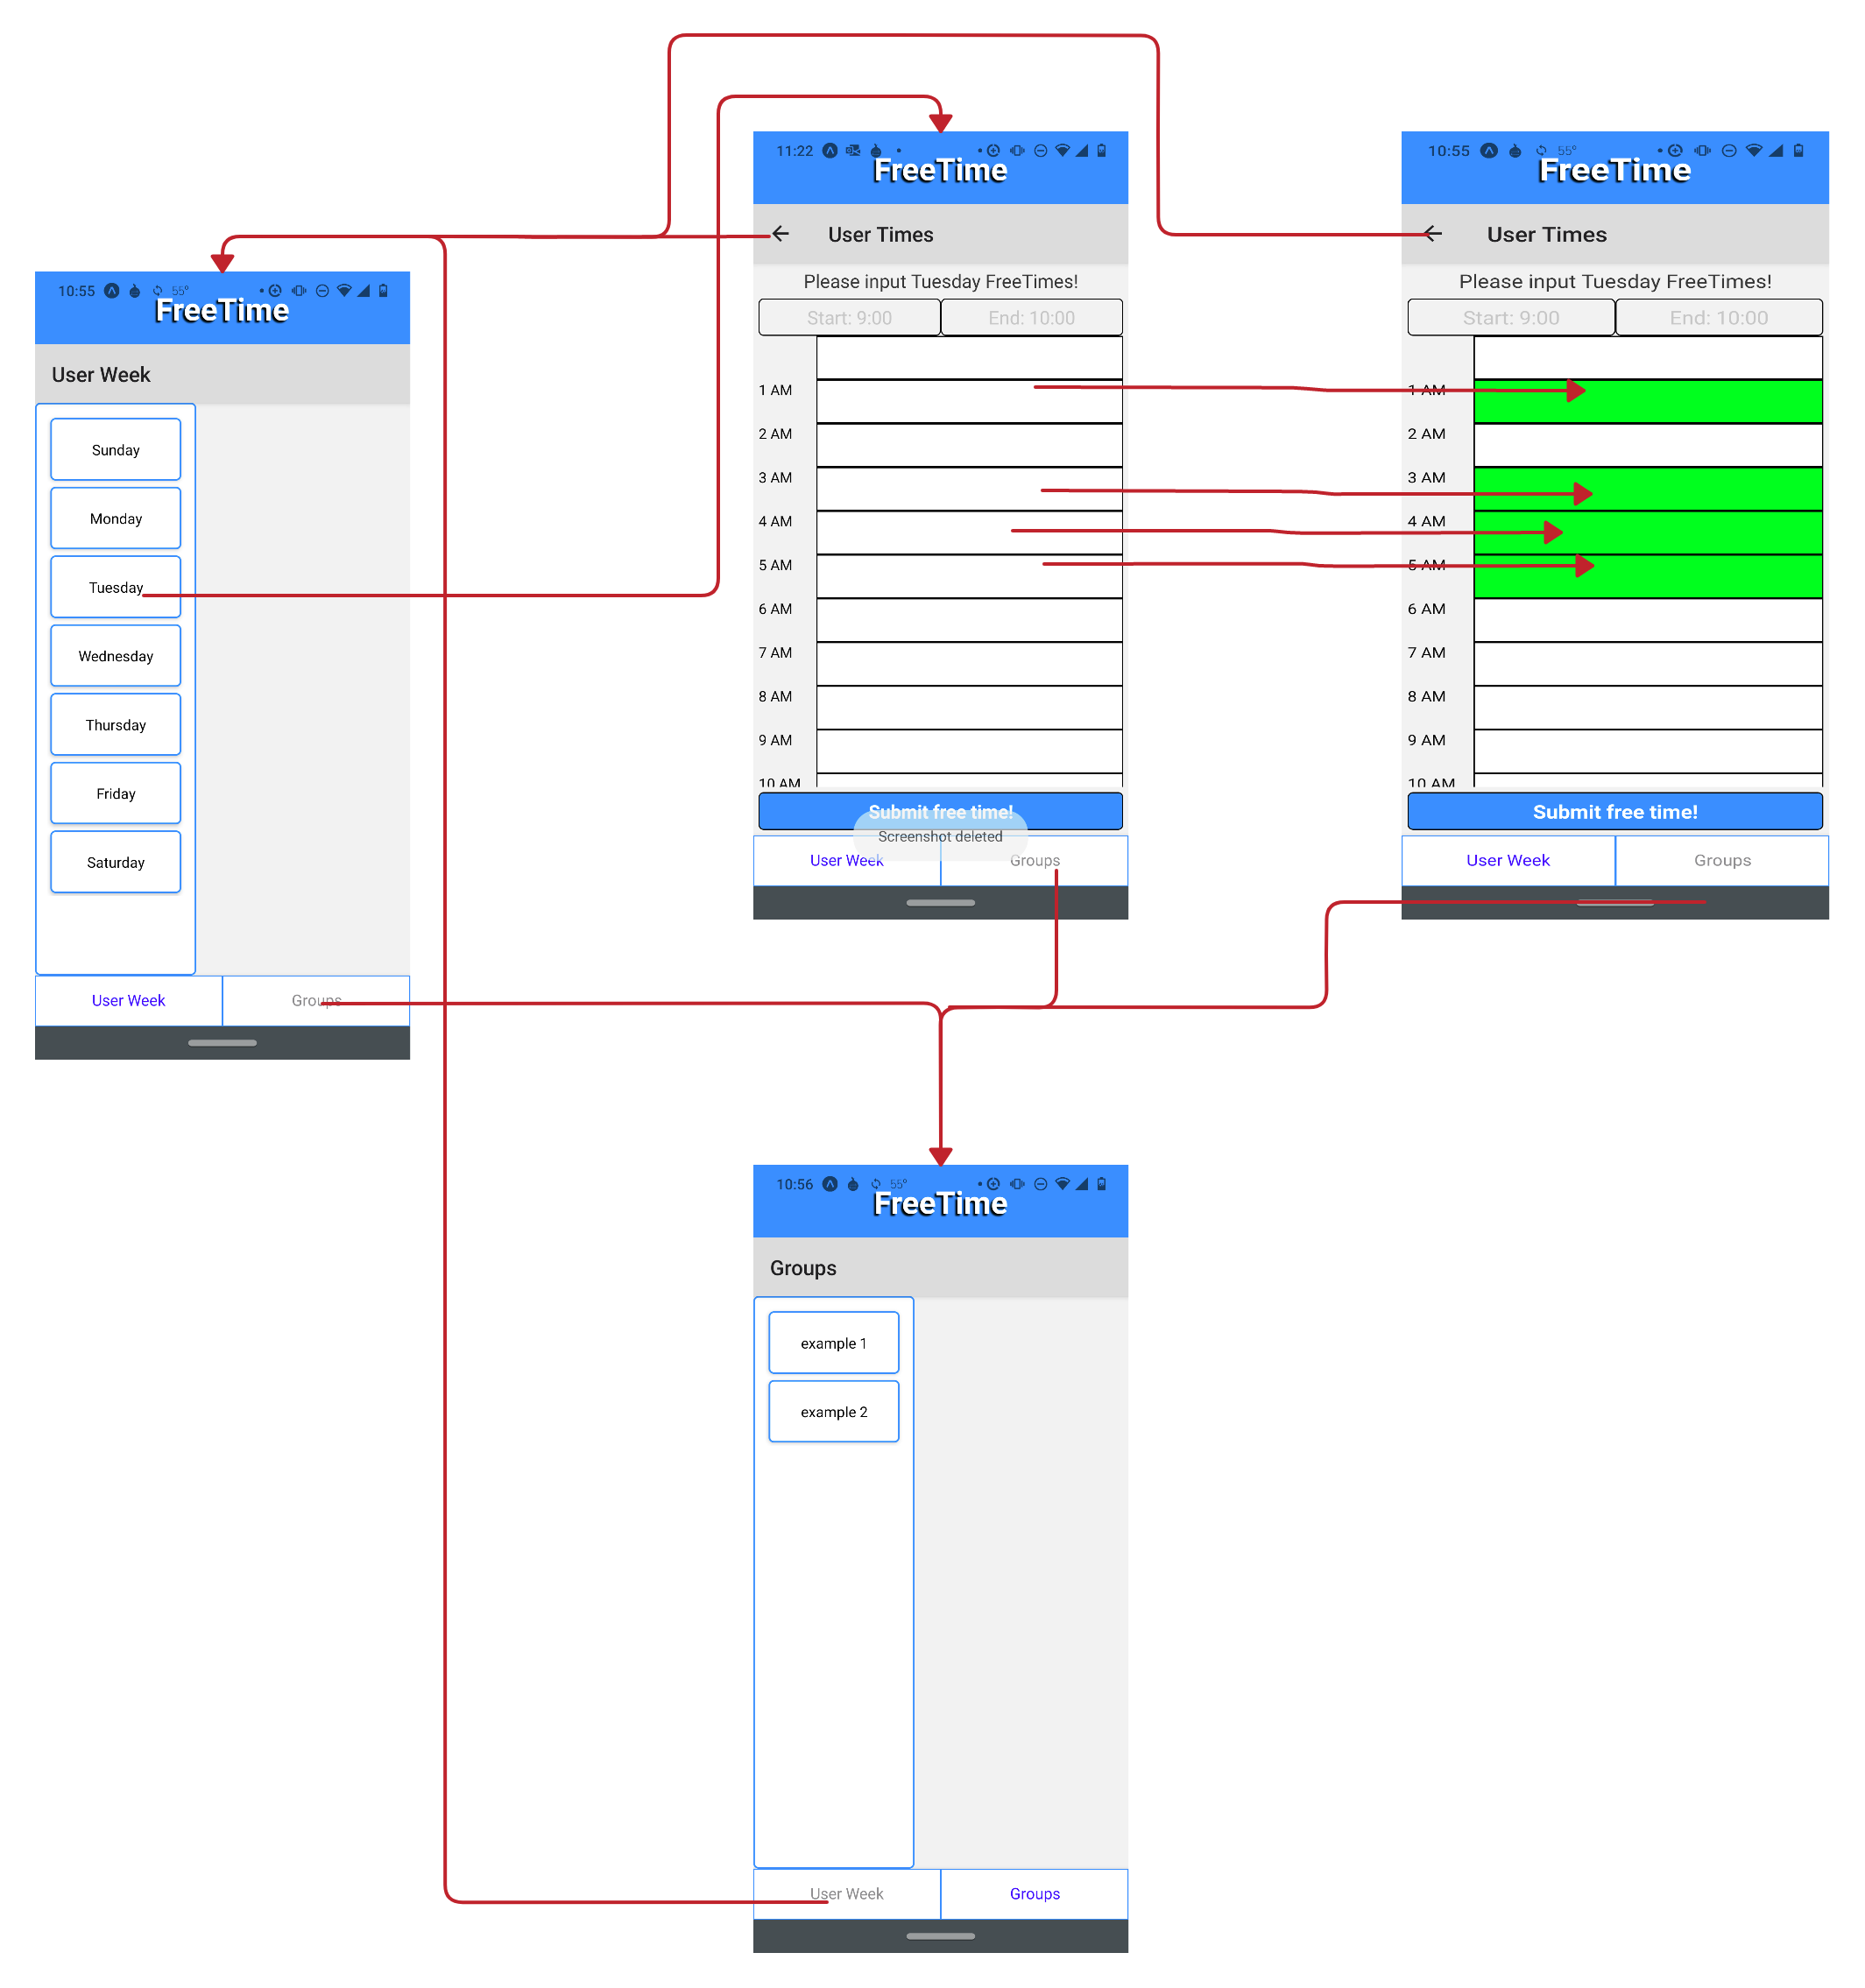 10:55 55°
FreeTime
User Week
Sunday
Monday
Tuesday
Wednesday
Thursday
Friday
Saturday
User Week Groups
11:22
FreeTime
User Times
Please input Tuesday FreeTimes!
Start: 9:00 End: 10:00
1 AM
2 AM
3 AM
4 AM
5 AM
6 AM
7 AM
8 AM
9 AM
10 AM
Submit free time!
Screenshot deleted
User Week Groups
10:55 55°
FreeTime
User Times
Please input Tuesday FreeTimes!
Start: 9:00 End: 10:00
1 AM
2 AM
3 AM
4 AM
5 AM
6 AM
7 AM
8 AM
9 AM
10 AM
Submit free time!
User Week Groups
10:56 55°
FreeTime
Groups
example 1
example 2
User Week Groups